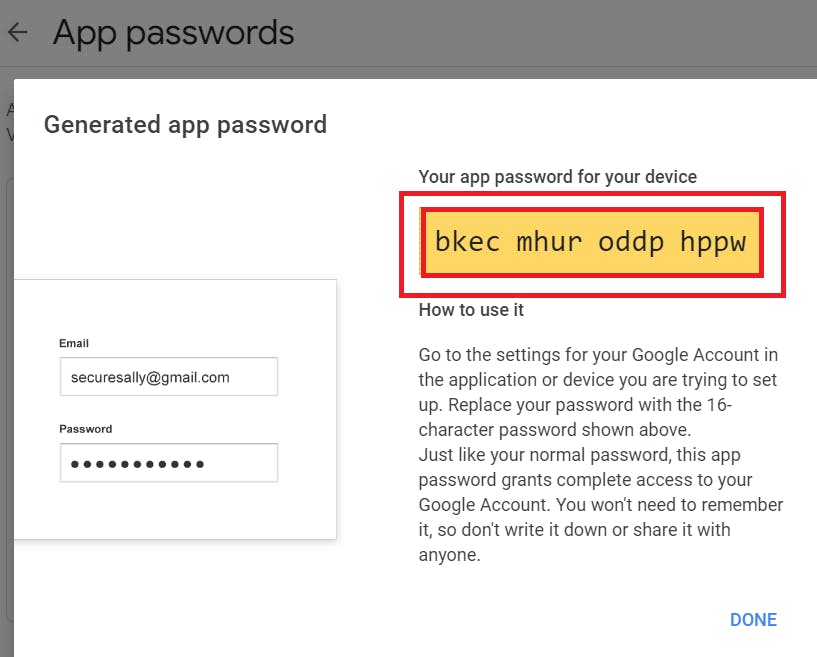 App passwords
Generated app password
Your app password for your device
bkec mhur oddp hppw
How to use it
Go to the settings for your Google Account in
the application or device you are trying to set
up. Replace your password with the 16-
character password shown above.
Just like your normal password, this app
password grants complete access to your
Google Account. You won't need to remember
it, so don't write it down or share it with
anyone.
Email
securesally@gmail.com
Password
DONE